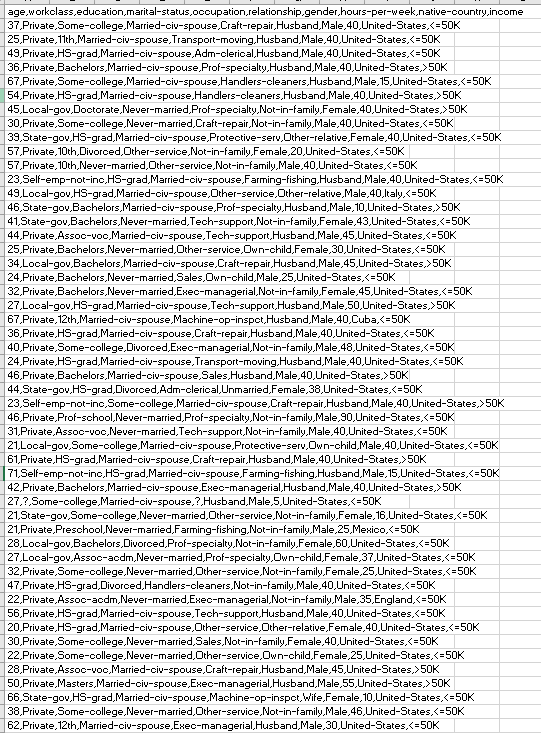 age,workclass,education,marital-status,occupation,relationship,gender,hours-per-week,native-country,income
37,Private,Some-college,Married-civ-spouse,Craft-repair,Husband,Male,40,United-States,<=50K
25,Private,11th,Married-civ-spouse,Transport-moving,Husband,Male,40,United-States,<=50K
49,Private,HS-grad,Married-civ-spouse,Adm-clerical,Husband,Male,40,United-States,<=50K
36,Private,Bachelors,Married-civ-spouse,Prof-specialty,Husband,Male,40,United-States,>50K
67,Private,Some-college,Married-civ-spouse,Handlers-cleaners,Husband,Male,15,United-States,<=50K
54,Private,HS-grad,Married-civ-spouse,Handlers-cleaners,Husband,Male,40,United-States,>50K
45,Local-gov,Doctorate,Never-married,Prof-specialty,Not-in-family,Female,40,United-States,>50K
30,Private,Some-college,Never-married,Craft-repair,Not-in-family,Male,40,United-States,<=50K
39,State-gov,HS-grad,Married-civ-spouse,Protective-serv,Other-relative,Female,40,United-States,<=50K
57,Private,10th,Divorced,Other-service,Not-in-family,Female,20,United-States,<=50K
57,Private,10th,Never-married,Other-service,Not-in-family,Male,40,United-States,<=50K
23,Self-emp-not-inc,HS-grad,Married-civ-spouse,Farming-fishing,Husband,Male,40,United-States,<=50K
49,Local-gov,HS-grad,Married-civ-spouse,Other-service,Other-relative,Male,40,Italy,<=50K
46,State-gov,Bachelors,Married-civ-spouse,Prof-specialty,Husband,Male,10,United-States,>50K
41,State-gov,Bachelors,Never-married,Tech-support,Not-in-family,Female,43,United-States,<=50K
44,Private,Assoc-voc,Married-civ-spouse,Tech-support,Husband,Male,40,United-States,<=50K
25,Private,Bachelors,Never-married,Other-service,Own-child,Female,30,United-States,<=50K
34,Local-gov,Bachelors,Married-civ-spouse,Craft-repair,Husband,Male,45,United-States,>50K
24,Private,Bachelors,Never-married,Sales,Own-child,Male,25,United-States,<=50K
32,Private,Bachelors,Never-married,Exec-managerial,Not-in-family,Female,45,United-States,<=50K
27,Local-gov,HS-grad,Married-civ-spouse,Tech-support,Husband,Male,50,United-States,>50K
67,Private,12th,Married-civ-spouse,Machine-op-inspct,Husband,Male,40,Cuba,<=50K
36,Private,HS-grad,Married-civ-spouse,Craft-repair,Husband,Male,40,United-States,<=50K
40,Private,Some-college,Divorced,Exec-managerial,Not-in-family,Male,48,United-States,<=50K
24,Private,HS-grad,Married-civ-spouse,Transport-moving,Husband,Male,40,United-States,<=50K
46,Private,Bachelors,Married-civ-spouse,Sales,Husband,Male,40,United-States,>50K
44,State-gov,HS-grad,Divorced,Adm-clerical,Unmarried,Female,38,United-States,<=50K
23,Self-emp-not-inc,Some-college,Married-civ-spouse,Craft-repair,Husband,Male,40,United-States,>50K
46,Private,Prof-school,Never-married,Prof-specialty,Not-in-family,Male,90,United-States,<=50K
31,Private,Assoc-voc,Never-married,Tech-support,Not-in-family,Male,40,United-States,<=50K
21,Local-gov,Some-college,Married-civ-spouse,Protective-serv,Own-child,Male,40,United-States,<=50K
61,Private,HS-grad,Married-civ-spouse,Craft-repair,Husband,Male,40,United-States,>50K
71,Self-emp-not-inc,HS-grad,Married-civ-spouse,Farming-fishing,Husband,Male,15,United-States,<=50K
42,Private,Bachelors,Married-civ-spouse,Exec-managerial,Husband,Male,40,United-States,>50K
27,?,Some-college,Married-civ-spouse,?,Husband,Male,5,United-States,<=50K
21,State-gov,Some-college,Never-married,Other-service,Not-in-family,Female,16,United-States,<=50K
21,Private,Preschool,Never-married,Farming-fishing,Not-in-family,Male,25,Mexico,<=50K
28,Local-gov,Bachelors,Divorced,Prof-specialty,Not-in-family,Female,60,United-States,<=50K
27,Local-gov,Assoc-acdm,Never-married,Prof-specialty,Own-child,Female,37,United-States,<=50K
32,Private,Some-college,Never-married,Other-service,Not-in-family,Female,25,United-States,<=50K
47,Private,HS-grad,Divorced,Handlers-cleaners,Not-in-family,Male,40,United-States,<=50K
22,Private,Assoc-acdm,Never-married,Exec-managerial,Not-in-family,Male,35,England,<=50K
56,Private,HS-grad,Married-civ-spouse,Tech-support,Husband,Male,40,United-States,<=50K
20,Private,HS-grad,Married-civ-spouse,Other-service,Other-relative,Female,40,United-States,<=50K
30,Private,Some-college,Never-married,Sales,Not-in-family,Female,40,United-States,<=50K
22,Private,Some-college,Never-married,Other-service,Own-child,Female,25,United-States,<=50K
28,Private,Assoc-voc,Married-civ-spouse,Craft-repair,Husband,Male,45,United-States,>50K
50,Private,Masters,Married-civ-spouse,Exec-managerial,Husband,Male,55,United-States,>50K
66,State-gov,HS-grad,Married-civ-spouse,Machine-op-inspct,Wife,Female,10,United-States,<=50K
38,Private,Some-college,Never-married,Other-service,Not-in-family,Male,46,United-States,<=50K
62,Private,12th,Married-civ-spouse,Exec-managerial,Husband,Male,30,United-States,<=50K